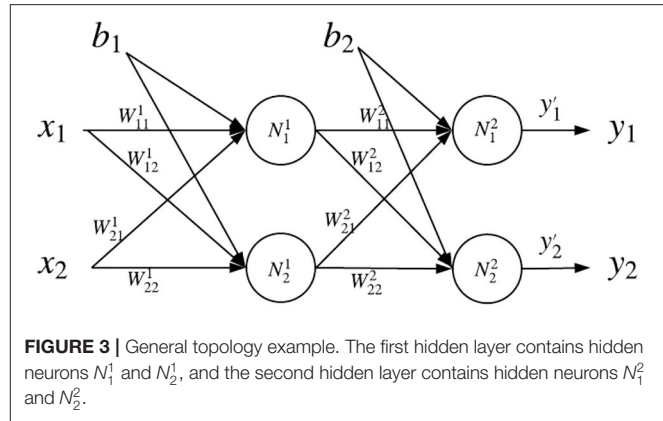 b₁ b₂
W¹₁₁ W²₁₁ y′₁
x₁ N¹₁ N²₁ y₁
W¹₁₂ W²₁₂
W¹₂₁ W²₂₁
x₂ N¹₂ N²₂ y′₂ y₂
W¹₂₂ W²₂₂
FIGURE 3 | General topology example. The first hidden layer contains hidden
neurons N¹₁ and N¹₂, and the second hidden layer contains hidden neurons N²₁
and N²₂.